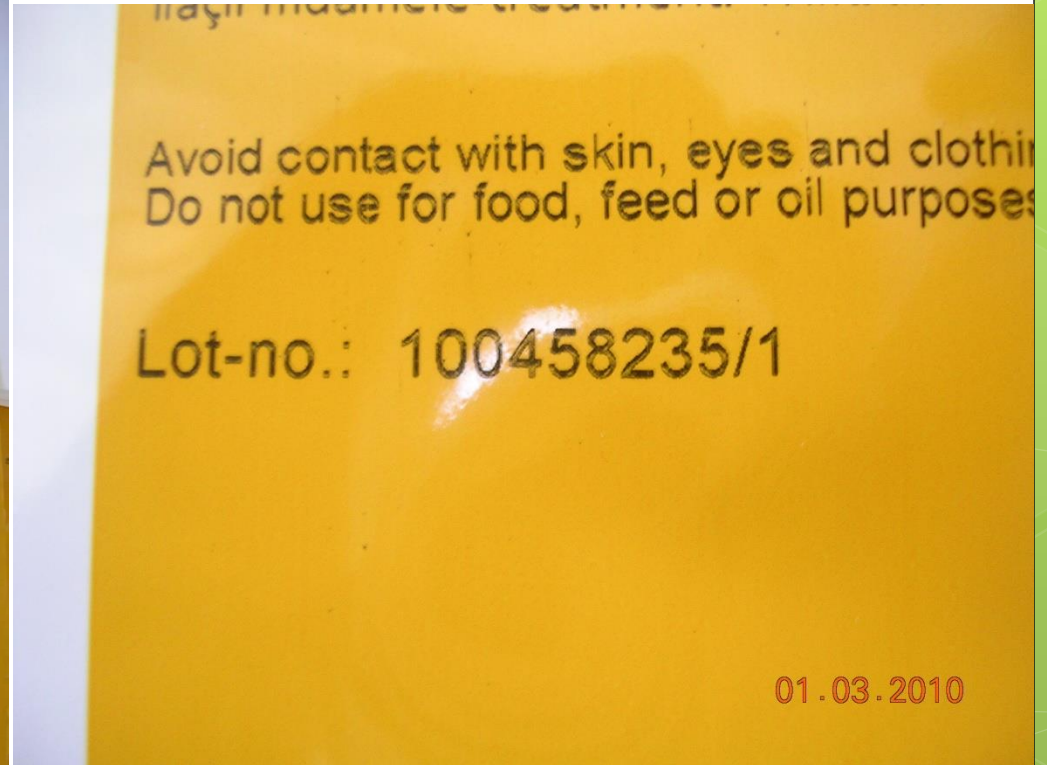 Avoid contact with skin, eyes and clothi
Do not use for food, feed or oil purposes
Lot-no.: 100458235/1
01.03.2010